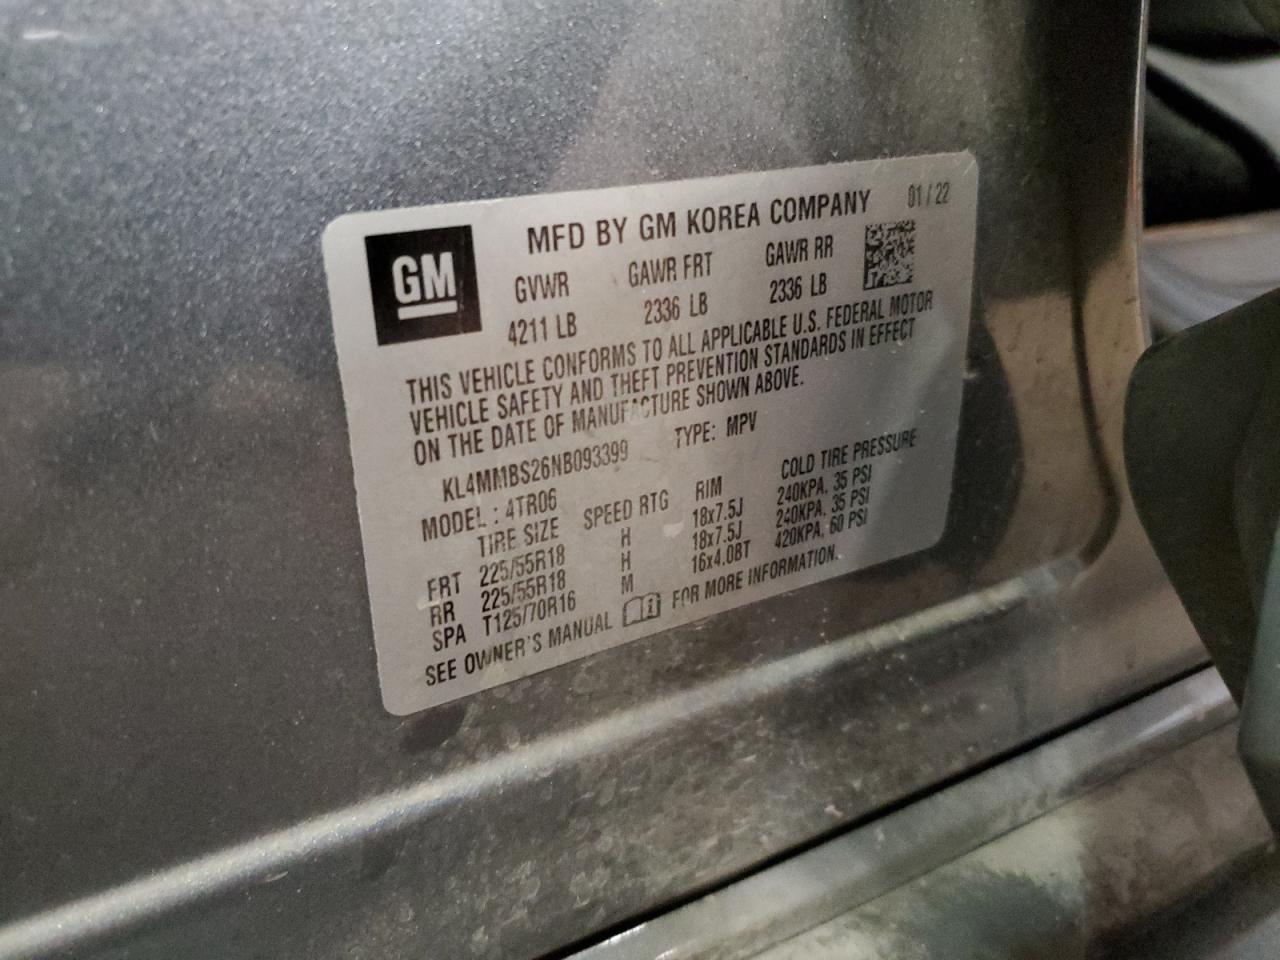 GM
MFD BY GM KOREA COMPANY 01 / 22
GVWR GAWR FRT GAWR RR
4211 LB 2336 LB 2336 LB
THIS VEHICLE CONFORMS TO ALL APPLICABLE U.S. FEDERAL MOTOR
VEHICLE SAFETY AND THEFT PREVENTION STANDARDS IN EFFECT
ON THE DATE OF MANUFACTURE SHOWN ABOVE.
KL4MM1BS26NB093399 TYPE: MPV
MODEL : 4TR06
TIRE SIZE SPEED RTG RIM COLD TIRE PRESSURE
FRT 225/55R18 H 18x7.5J 240KPA, 35 PSI
RR 225/55R18 H 18x7.5J 240KPA, 35 PSI
SPA T125/70R16 M 16x4.0BT 420KPA, 60 PSI
SEE OWNER'S MANUAL FOR MORE INFORMATION.